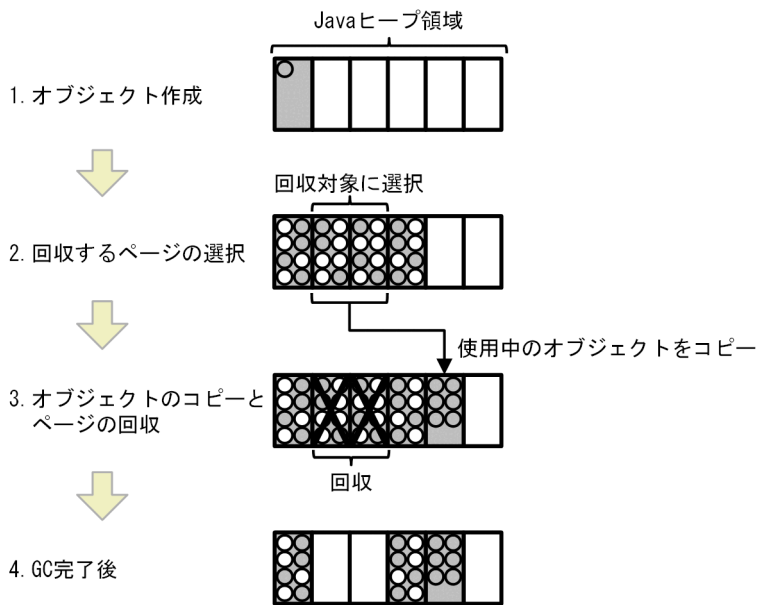 Javaヒープ領域
1. オブジェクト作成
回収対象に選択
2. 回収するページの選択
使用中のオブジェクトをコピー
3. オブジェクトのコピーと
ページの回収
回収
4. GC完了後